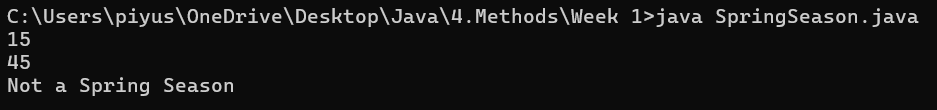 C:\Users\piyus\OneDrive\Desktop\Java\4.Methods\Week 1>java SpringSeason.java
15
45
Not a Spring Season